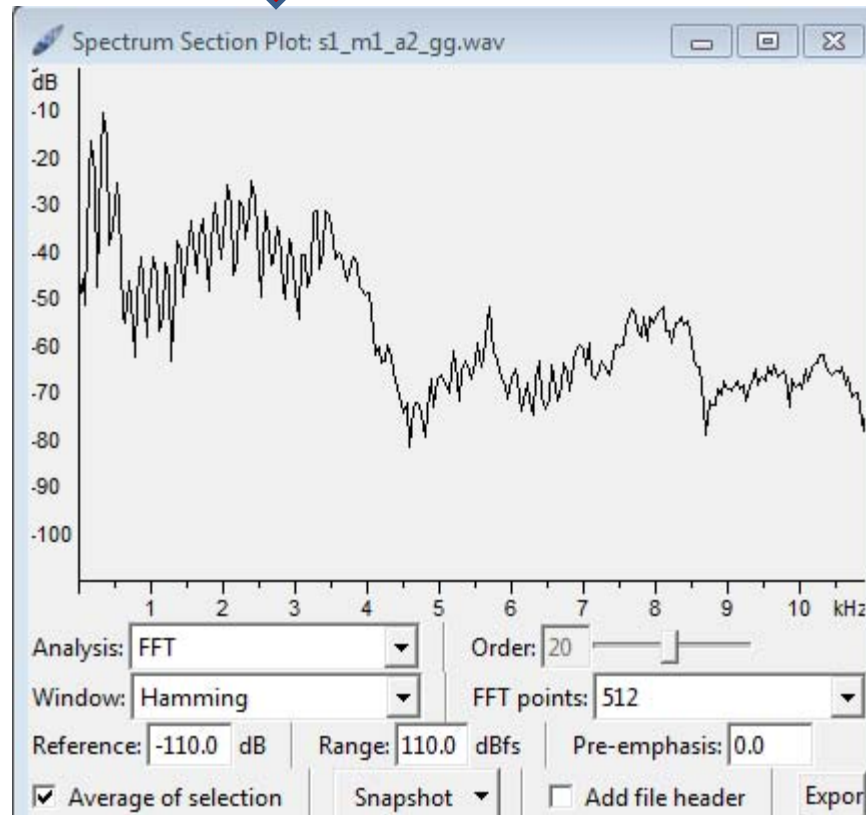 Spectrum Section Plot: s1_m1_a2_gg.wav
dB
-10
-20
-30
-40
-50
-60
-70
-80
-90
-100
1 2 3 4 5 6 7 8 9 10 kHz
Analysis: FFT Order: 20
Window: Hamming FFT points: 512
Reference: -110.0 dB Range: 110.0 dBfs Pre-emphasis: 0.0
Average of selection Snapshot Add file header Expor